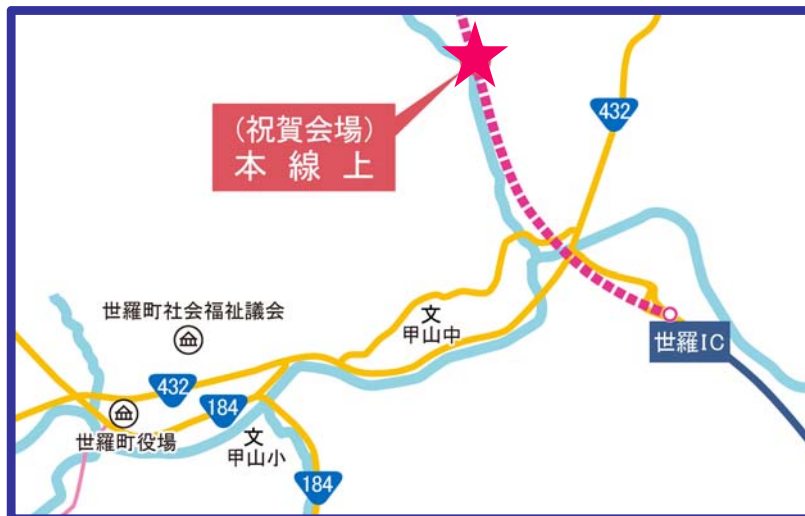 (祝賀会場)
本線上
432
世羅町社会福祉議会
文
甲山中
世羅IC
432
184
世羅町役場
文
甲山小
184